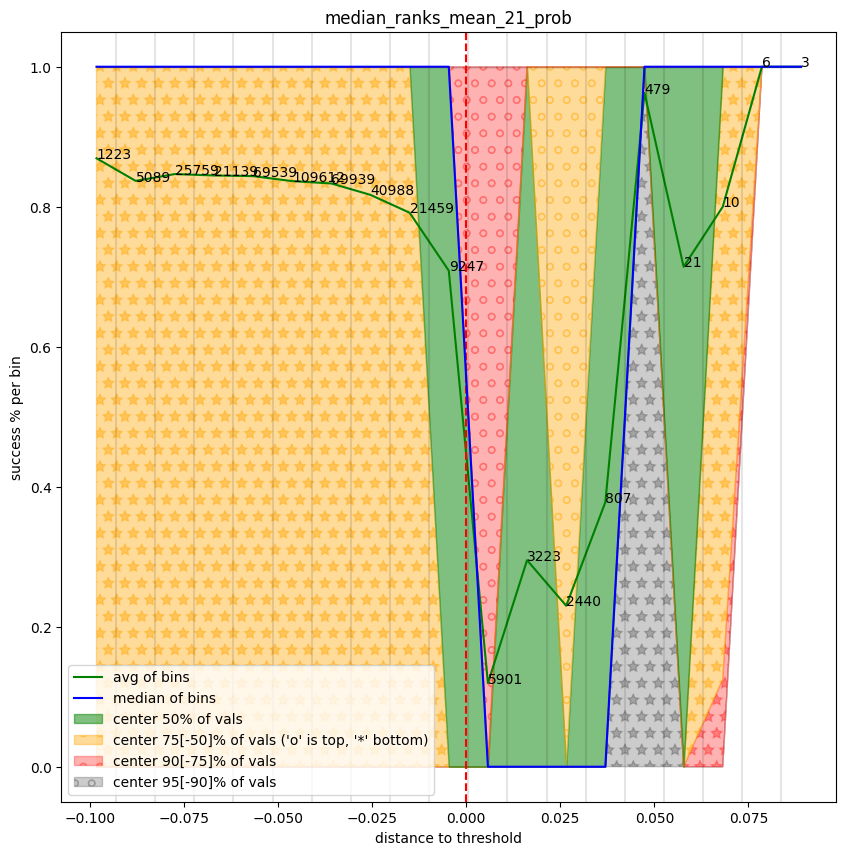 median_ranks_mean_21_prob
success % per bin
1.0
0.8
0.6
0.4
0.2
0.0
1223
5089
25759
21139
69539
109612
69939
40988
21459
9247
5901
3223
2440
807
479
21
10
6
3
avg of bins
median of bins
center 50% of vals
center 75[-50]% of vals ('o' is top, '*' bottom)
center 90[-75]% of vals
center 95[-90]% of vals
−0.100 −0.075 −0.050 −0.025 0.000 0.025 0.050 0.075
distance to threshold